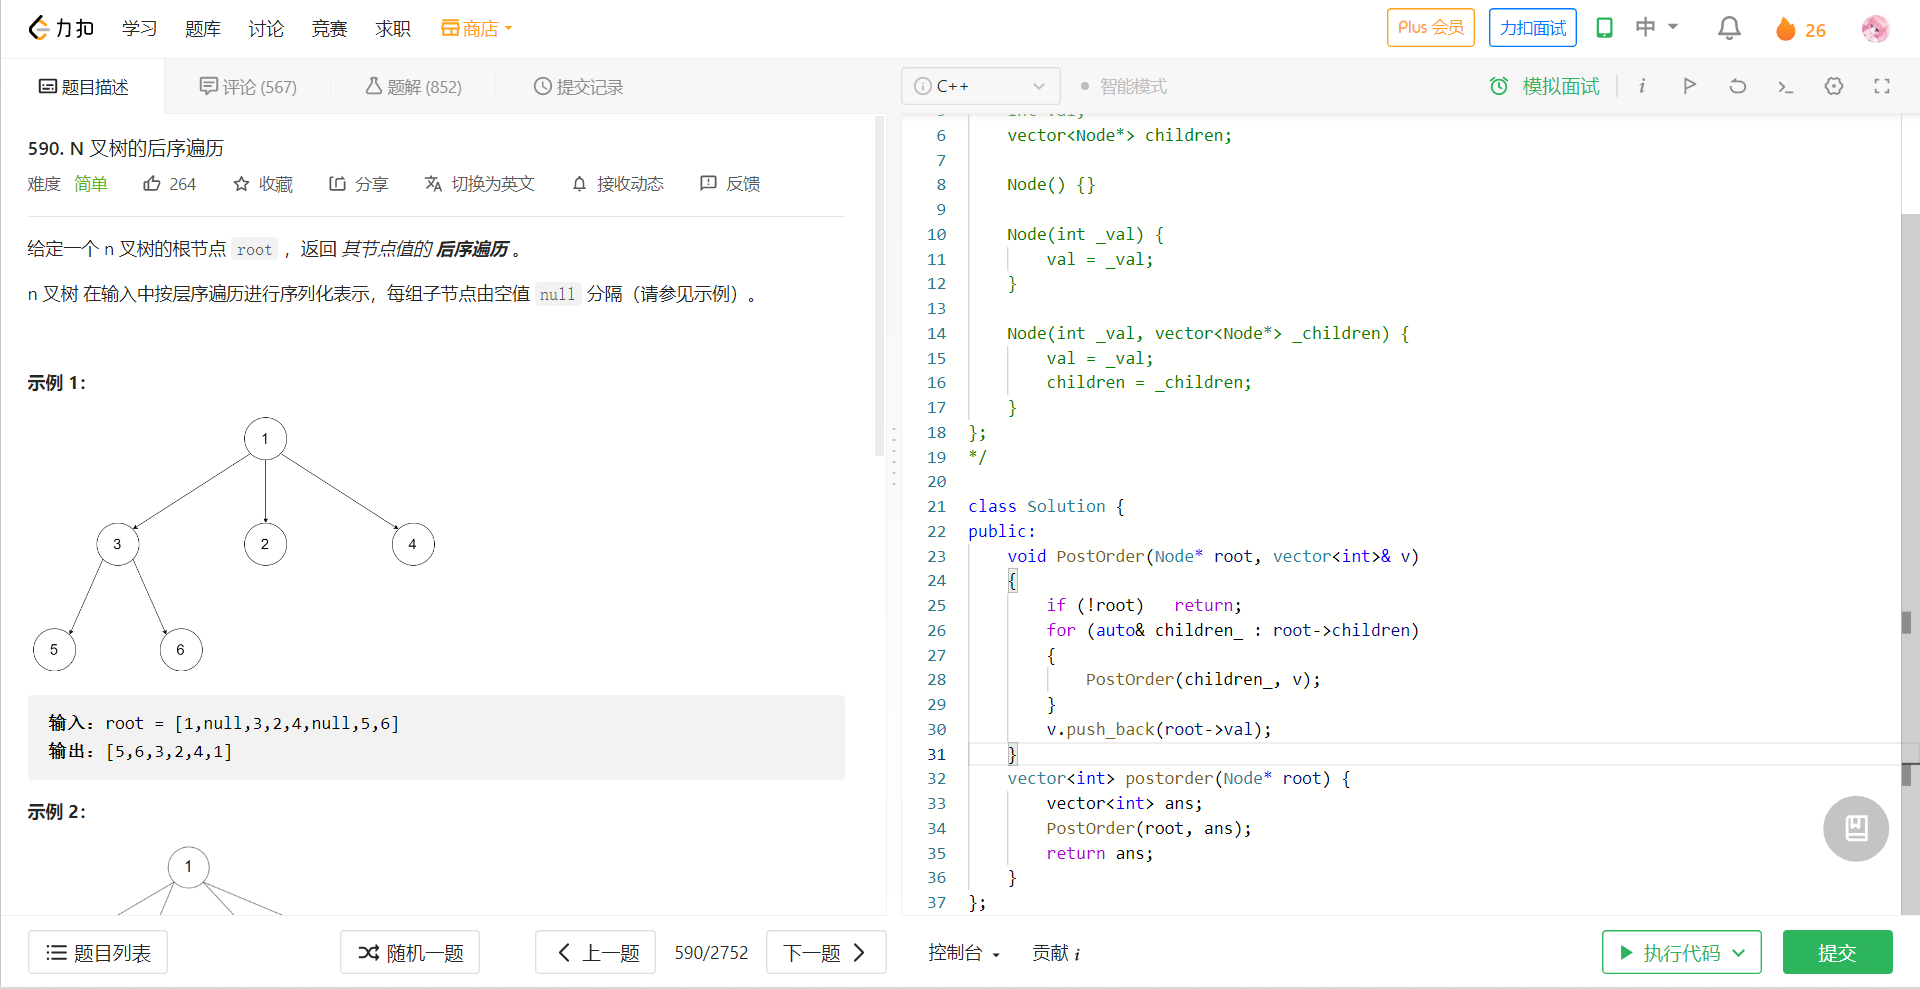 力扣 学习 题库 讨论 竞赛 求职 商店 Plus 会员 力扣面试 中 26
题目描述 评论 (567) 题解 (852) 提交记录 C++ 智能模式 模拟面试 i
590. N 叉树的后序遍历
难度 简单 264 收藏 分享 切换为英文 接收动态 反馈
给定一个 n 叉树的根节点 root ，返回 其节点值的 后序遍历 。
n 叉树 在输入中按层序遍历进行序列化表示，每组子节点由空值 null 分隔（请参见示例）。
示例 1：
1
3 2 4
5 6
输入：root = [1,null,3,2,4,null,5,6]
输出：[5,6,3,2,4,1]
示例 2：
1
6 vector<Node*> children;
7
8 Node() {}
9
10 Node(int _val) {
11 val = _val;
12 }
13
14 Node(int _val, vector<Node*> _children) {
15 val = _val;
16 children = _children;
17 }
18 };
19 */
20
21 class Solution {
22 public:
23 void PostOrder(Node* root, vector<int>& v)
24 {
25 if (!root) return;
26 for (auto& children_ : root->children)
27 {
28 PostOrder(children_, v);
29 }
30 v.push_back(root->val);
31 }
32 vector<int> postorder(Node* root) {
33 vector<int> ans;
34 PostOrder(root, ans);
35 return ans;
36 }
37 };
题目列表 随机一题 上一题 590/2752 下一题 控制台 贡献 i 执行代码 提交